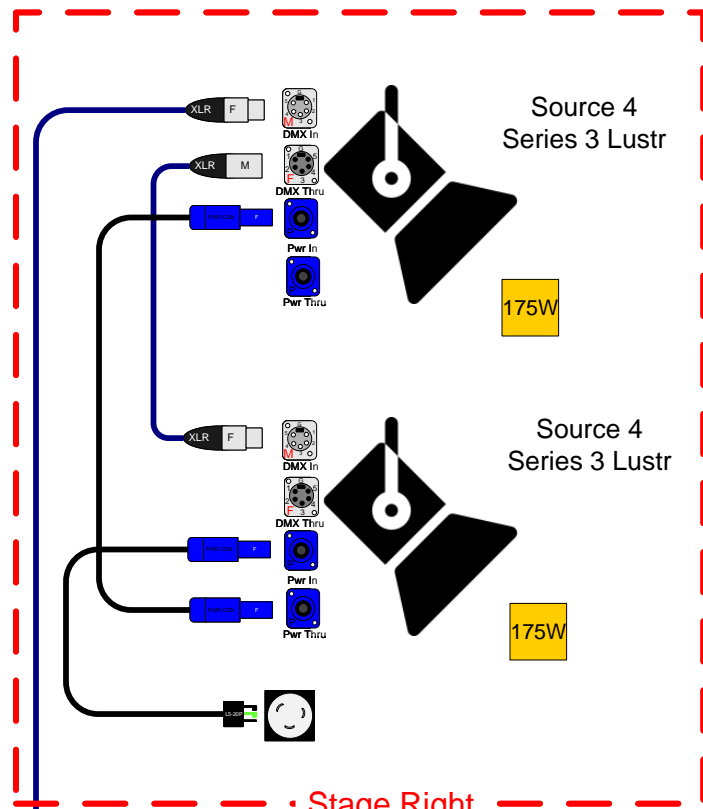 Source 4
Series 3 Lustr
XLR F
M
DMX In
XLR M
F
DMX Thru
F
Pwr In
Pwr Thru
175W
Source 4
Series 3 Lustr
XLR F
M
DMX In
F
DMX Thru
F
Pwr In
F
Pwr Thru
175W
L5-20P
Stage Right